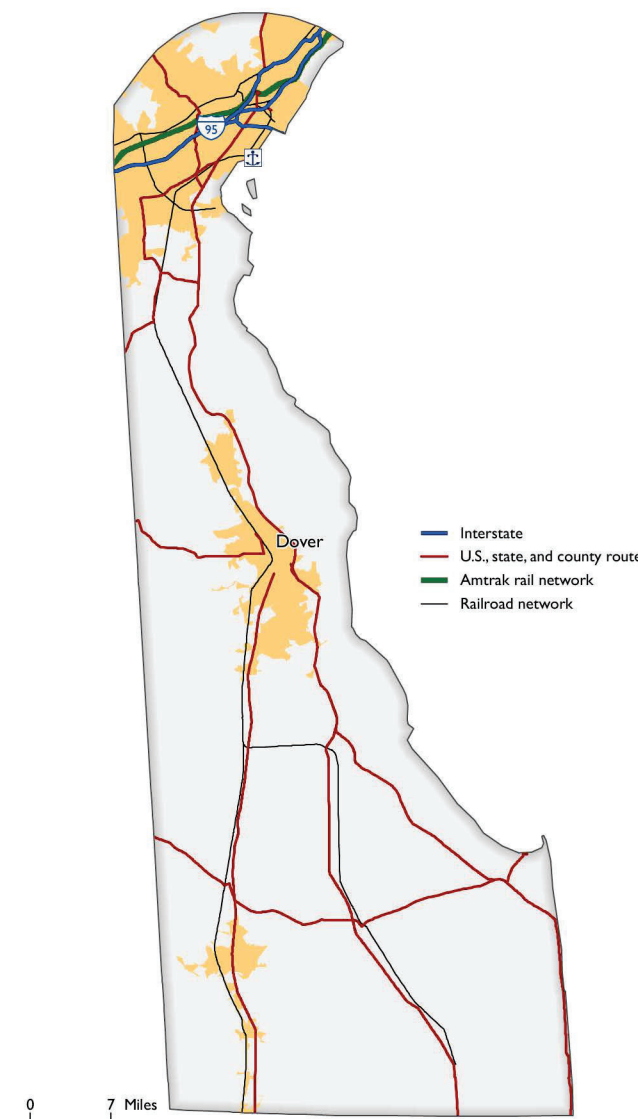 95
Dover
Interstate
U.S., state, and county route
Amtrak rail network
Railroad network
0 7 Miles